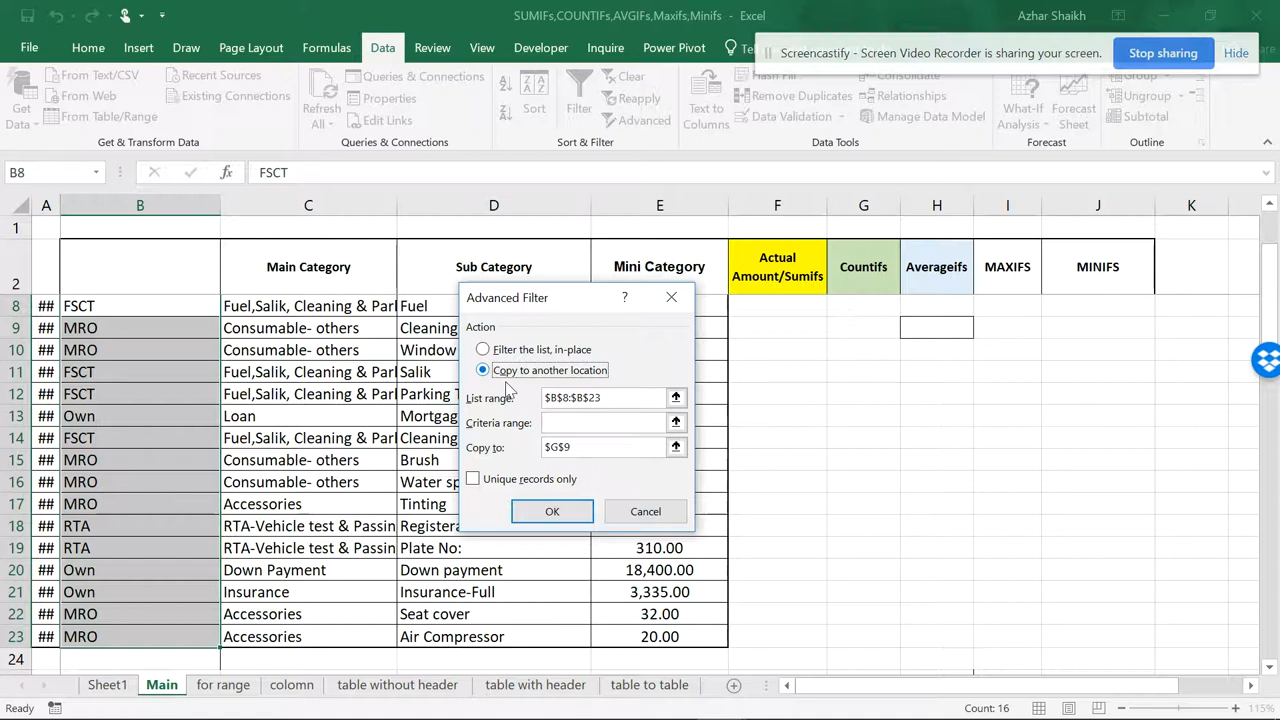 SUMIFs,COUNTIFs,AVGIFs,Maxifs,Minifs - Excel Azhar Shaikh
File Home Insert Draw Page Layout Formulas Data Review View Developer Inquire Power Pivot
Screencastify - Screen Video Recorder is sharing your screen. Stop sharing Hide
From Text/CSV Recent Sources Queries & Connections Clear Flash Fill Consolidate Group
Get Data From Web Existing Connections Refresh All Properties Sort Filter Reapply Text to Columns Remove Duplicates Relationships What-If Analysis Forecast Sheet Ungroup
From Table/Range Edit Links Advanced Data Validation Manage Data Model Subtotal
Get & Transform Data Queries & Connections Sort & Filter Data Tools Forecast Outline
B8 fx FSCT
A B C D E F G H I J K
1
2 Main Category Sub Category Mini Category Actual Amount/Sumifs Countifs Averageifs MAXIFS MINIFS
8 ## FSCT Fuel,Salik, Cleaning & Parl Fuel
9 ## MRO Consumable- others Cleaning
10 ## MRO Consumable- others Window
11 ## FSCT Fuel,Salik, Cleaning & Parl Salik
12 ## FSCT Fuel,Salik, Cleaning & Parl Parking T
13 ## Own Loan Mortgag
14 ## FSCT Fuel,Salik, Cleaning & Parl Cleaning
15 ## MRO Consumable- others Brush
16 ## MRO Consumable- others Water sp
17 ## MRO Accessories Tinting
18 ## RTA RTA-Vehicle test & Passin Registera
19 ## RTA RTA-Vehicle test & Passin Plate No: 310.00
20 ## Own Down Payment Down payment 18,400.00
21 ## Own Insurance Insurance-Full 3,335.00
22 ## MRO Accessories Seat cover 32.00
23 ## MRO Accessories Air Compressor 20.00
24
Advanced Filter ?
Action
Filter the list, in-place
Copy to another location
List range: $B$8:$B$23
Criteria range:
Copy to: $G$9
Unique records only
OK Cancel
Sheet1 Main for range colomn table without header table with header table to table
Ready Count: 16 115%